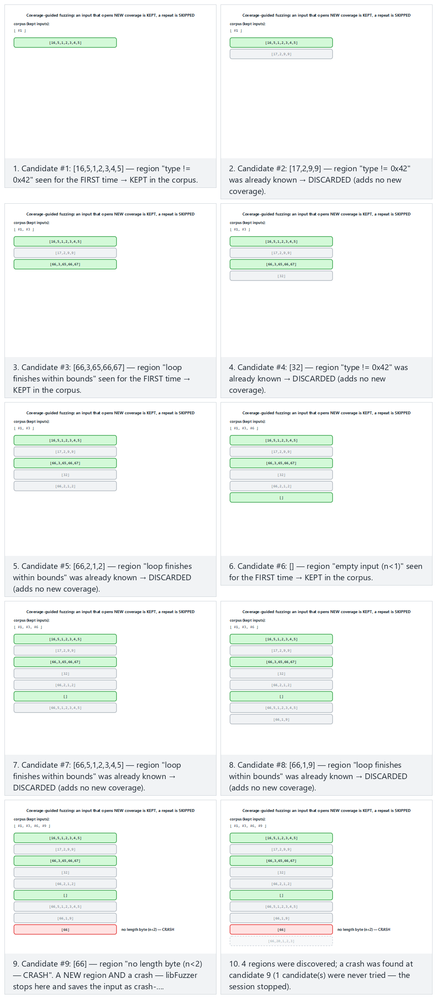 Coverage-guided fuzzing: an input that opens NEW coverage is KEPT, a repeat is SKIPPED
corpus (kept inputs):
[ #1 ]
[16,5,1,2,3,4,5]
1. Candidate #1: [16,5,1,2,3,4,5] — region "type !=
0x42" seen for the FIRST time → KEPT in the corpus.
Coverage-guided fuzzing: an input that opens NEW coverage is KEPT, a repeat is SKIPPED
corpus (kept inputs):
[ #1 ]
[16,5,1,2,3,4,5]
[17,2,9,9]
2. Candidate #2: [17,2,9,9] — region "type != 0x42"
was already known → DISCARDED (adds no new
coverage).
Coverage-guided fuzzing: an input that opens NEW coverage is KEPT, a repeat is SKIPPED
corpus (kept inputs):
[ #1, #3 ]
[16,5,1,2,3,4,5]
[17,2,9,9]
[66,3,65,66,67]
3. Candidate #3: [66,3,65,66,67] — region "loop
finishes within bounds" seen for the FIRST time →
KEPT in the corpus.
Coverage-guided fuzzing: an input that opens NEW coverage is KEPT, a repeat is SKIPPED
corpus (kept inputs):
[ #1, #3 ]
[16,5,1,2,3,4,5]
[17,2,9,9]
[66,3,65,66,67]
[32]
4. Candidate #4: [32] — region "type != 0x42" was
already known → DISCARDED (adds no new
coverage).
Coverage-guided fuzzing: an input that opens NEW coverage is KEPT, a repeat is SKIPPED
corpus (kept inputs):
[ #1, #3 ]
[16,5,1,2,3,4,5]
[17,2,9,9]
[66,3,65,66,67]
[32]
[66,2,1,2]
5. Candidate #5: [66,2,1,2] — region "loop finishes
within bounds" was already known → DISCARDED
(adds no new coverage).
Coverage-guided fuzzing: an input that opens NEW coverage is KEPT, a repeat is SKIPPED
corpus (kept inputs):
[ #1, #3, #6 ]
[16,5,1,2,3,4,5]
[17,2,9,9]
[66,3,65,66,67]
[32]
[66,2,1,2]
[]
6. Candidate #6: [] — region "empty input (n<1)" seen
for the FIRST time → KEPT in the corpus.
Coverage-guided fuzzing: an input that opens NEW coverage is KEPT, a repeat is SKIPPED
corpus (kept inputs):
[ #1, #3, #6 ]
[16,5,1,2,3,4,5]
[17,2,9,9]
[66,3,65,66,67]
[32]
[66,2,1,2]
[]
[66,5,1,2,3,4,5]
7. Candidate #7: [66,5,1,2,3,4,5] — region "loop
finishes within bounds" was already known →
DISCARDED (adds no new coverage).
Coverage-guided fuzzing: an input that opens NEW coverage is KEPT, a repeat is SKIPPED
corpus (kept inputs):
[ #1, #3, #6 ]
[16,5,1,2,3,4,5]
[17,2,9,9]
[66,3,65,66,67]
[32]
[66,2,1,2]
[]
[66,5,1,2,3,4,5]
[66,1,9]
8. Candidate #8: [66,1,9] — region "loop finishes
within bounds" was already known → DISCARDED
(adds no new coverage).
Coverage-guided fuzzing: an input that opens NEW coverage is KEPT, a repeat is SKIPPED
corpus (kept inputs):
[ #1, #3, #6, #9 ]
[16,5,1,2,3,4,5]
[17,2,9,9]
[66,3,65,66,67]
[32]
[66,2,1,2]
[]
[66,5,1,2,3,4,5]
[66,1,9]
[66] no length byte (n<2) — CRASH
9. Candidate #9: [66] — region "no length byte (n<2)
— CRASH". A NEW region AND a crash — libFuzzer
stops here and saves the input as crash-….
Coverage-guided fuzzing: an input that opens NEW coverage is KEPT, a repeat is SKIPPED
corpus (kept inputs):
[ #1, #3, #6, #9 ]
[16,5,1,2,3,4,5]
[17,2,9,9]
[66,3,65,66,67]
[32]
[66,2,1,2]
[]
[66,5,1,2,3,4,5]
[66,1,9]
[66] no length byte (n<2) — CRASH
[66,20,1,2,3]
10. 4 regions were discovered; a crash was found at
candidate 9 (1 candidate(s) were never tried — the
session stopped).